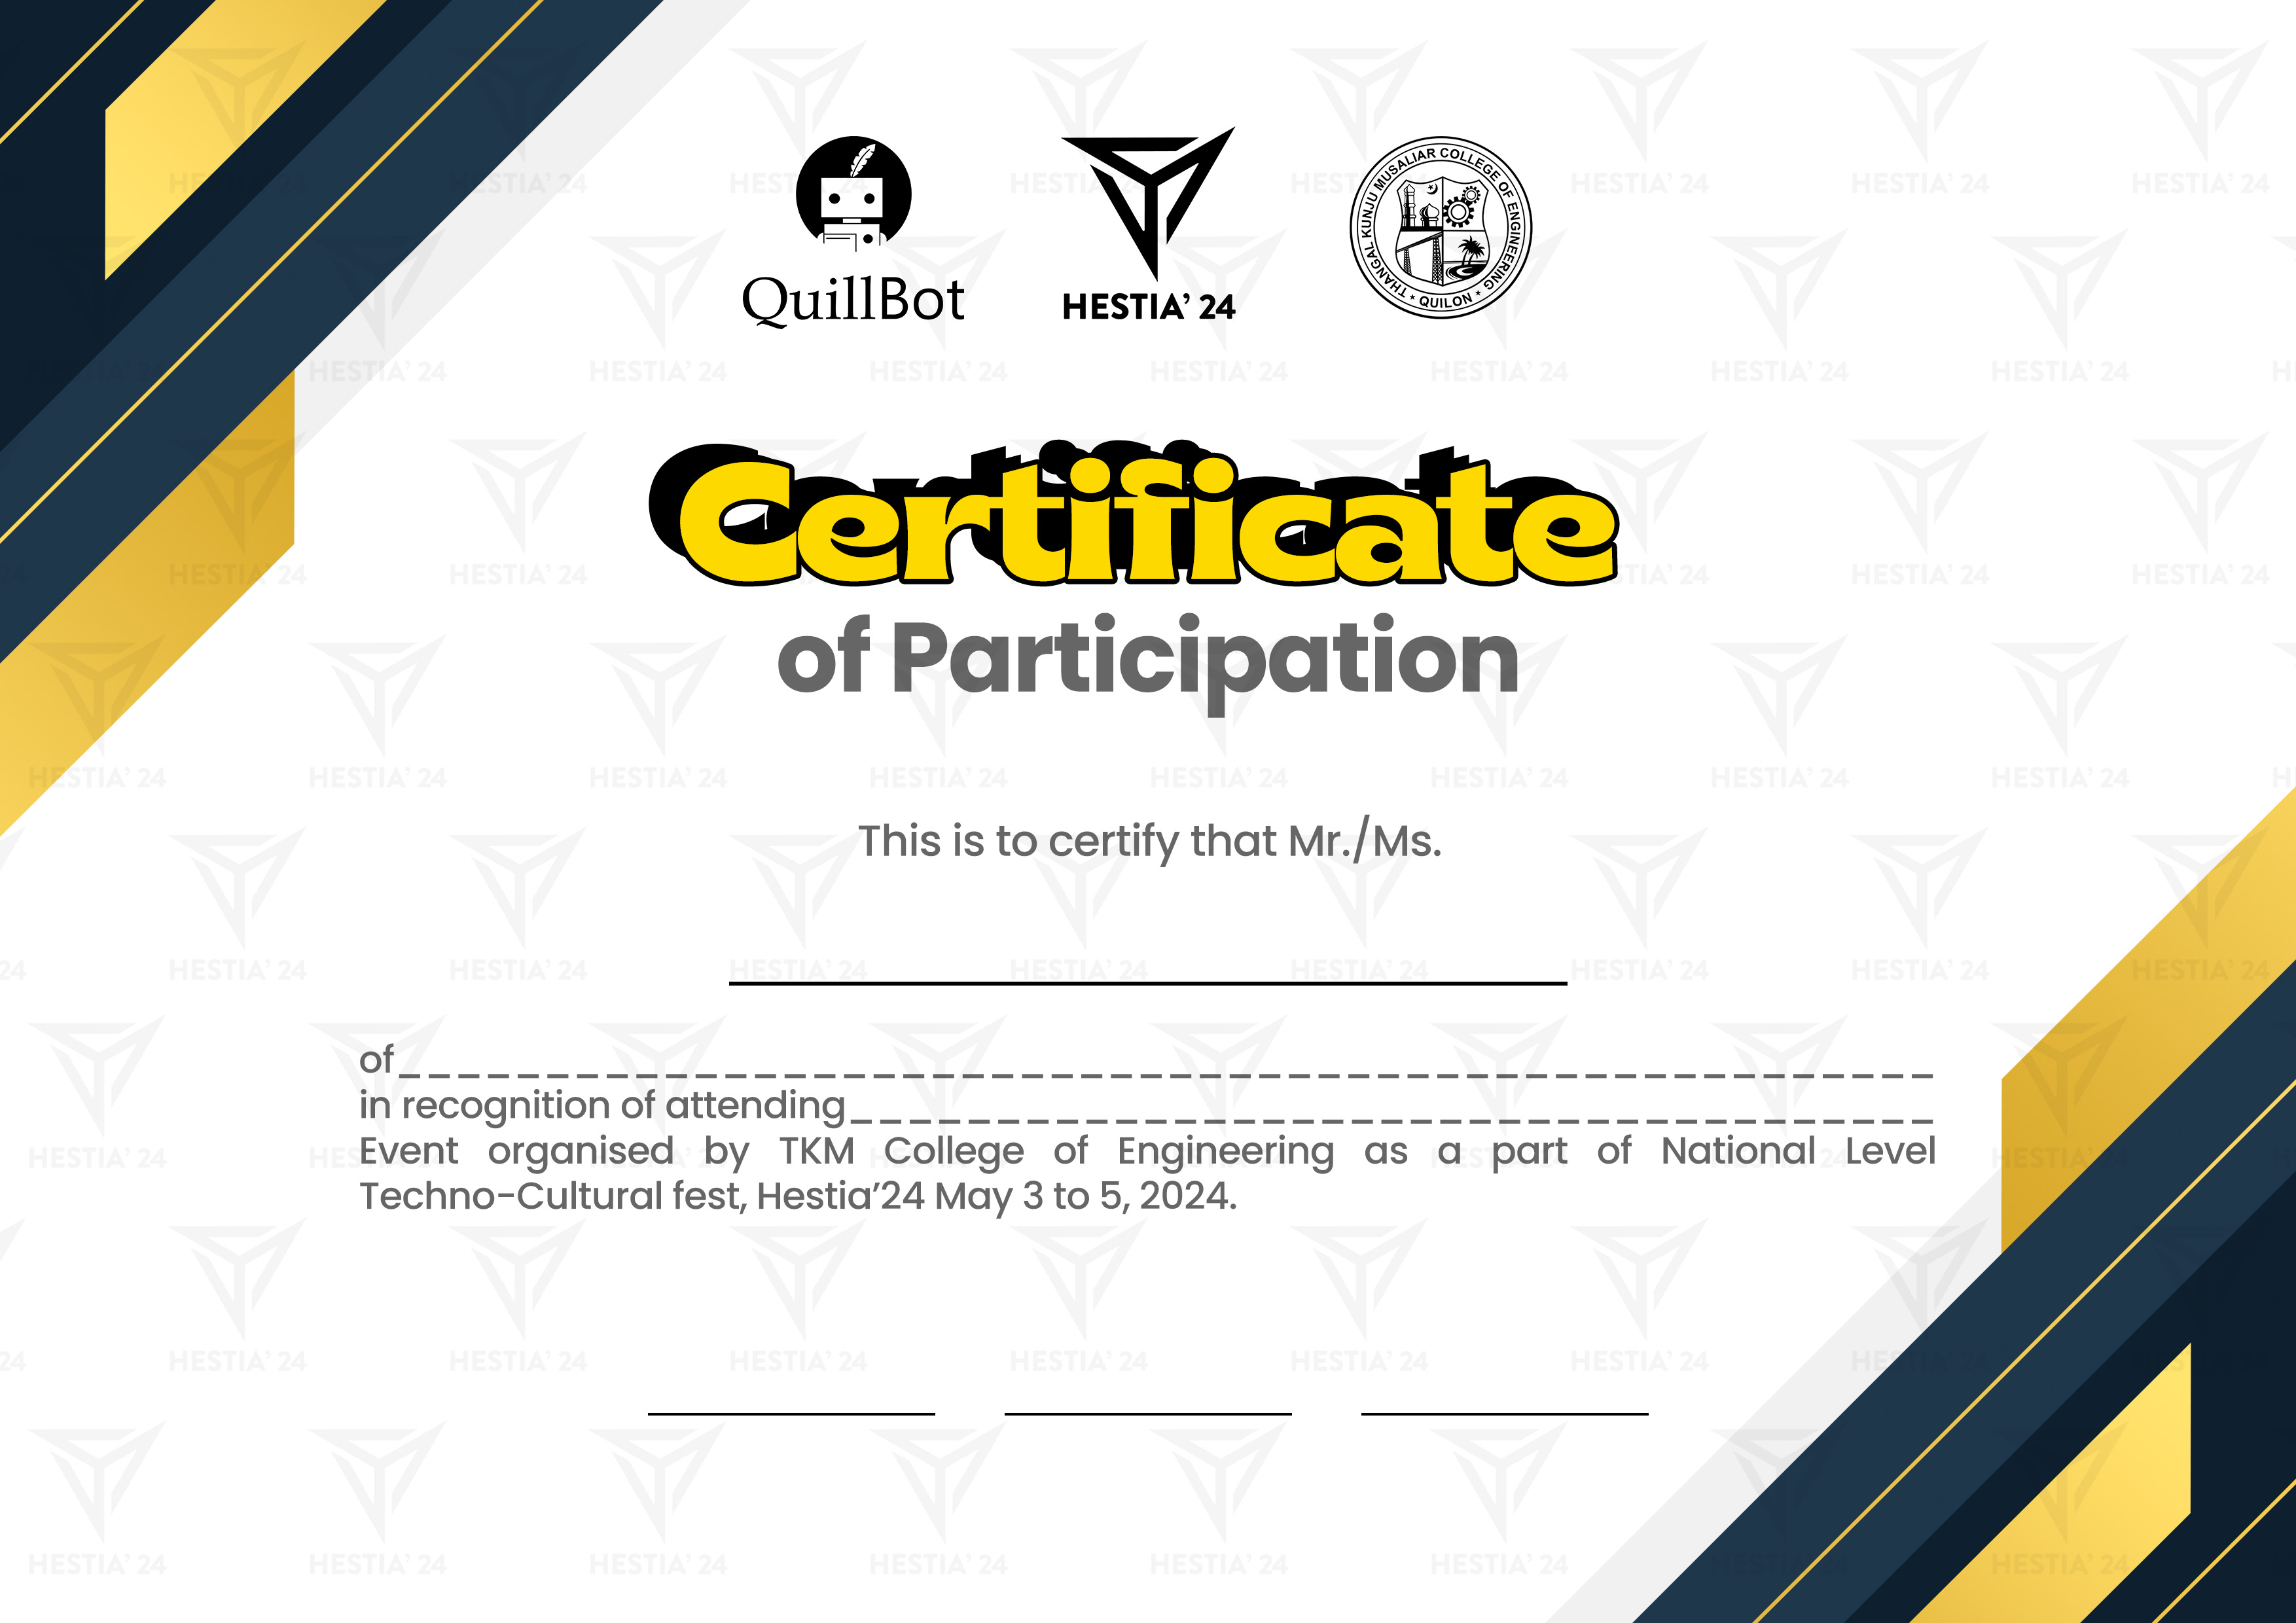 QuillBot
HESTIA’ 24
THANGAL KUNJU MUSALIAR COLLEGE OF ENGINEERING
* QUILON *
Certificate
of Participation
This is to certify that Mr./Ms.
of
in recognition of attending
Event organised by TKM College of Engineering as a part of National Level
Techno-Cultural fest, Hestia’24 May 3 to 5, 2024.